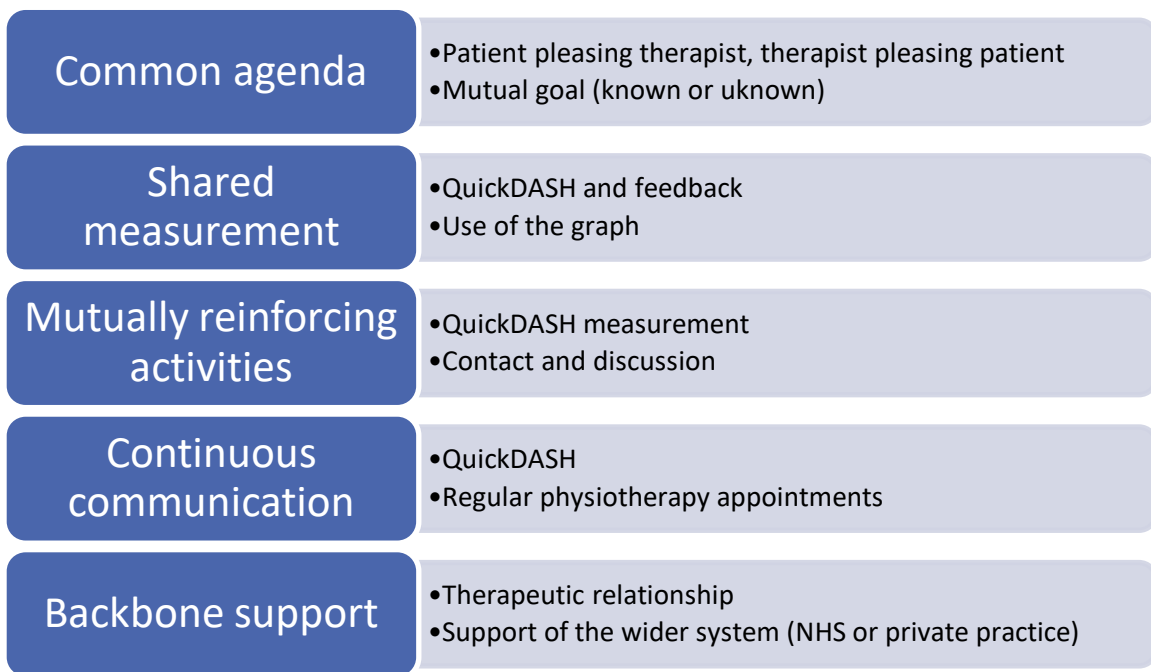 Common agenda
•Patient pleasing therapist, therapist pleasing patient
•Mutual goal (known or uknown)
Shared
measurement
•QuickDASH and feedback
•Use of the graph
Mutually reinforcing
activities
•QuickDASH measurement
•Contact and discussion
Continuous
communication
•QuickDASH
•Regular physiotherapy appointments
Backbone support
•Therapeutic relationship
•Support of the wider system (NHS or private practice)